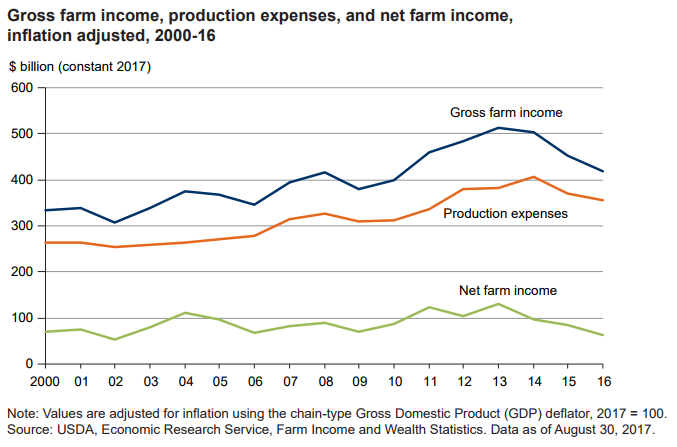 Gross farm income, production expenses, and net farm income,
inflation adjusted, 2000-16
$ billion (constant 2017)
600
500
400
300
200
100
0
Gross farm income
Production expenses
Net farm income
2000 01 02 03 04 05 06 07 08 09 10 11 12 13 14 15 16
Note: Values are adjusted for inflation using the chain-type Gross Domestic Product (GDP) deflator, 2017 = 100.
Source: USDA, Economic Research Service, Farm Income and Wealth Statistics. Data as of August 30, 2017.